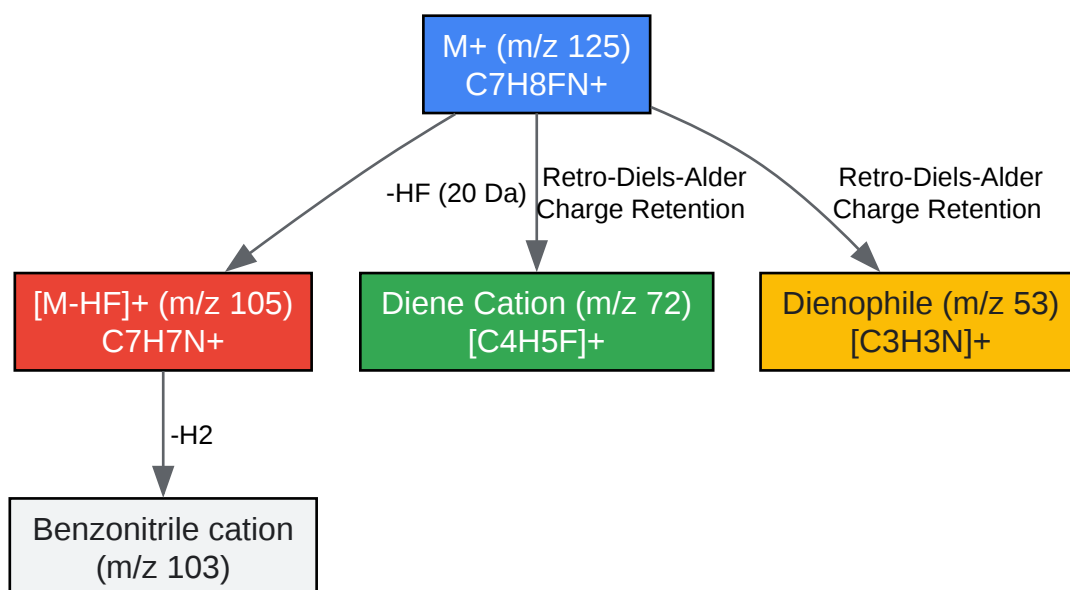 M+ (m/z 125)
C7H8FN+
-HF (20 Da)
Retro-Diels-Alder
Charge Retention
Retro-Diels-Alder
Charge Retention
[M-HF]+ (m/z 105)
C7H7N+
Diene Cation (m/z 72)
[C4H5F]+
Dienophile (m/z 53)
[C3H3N]+
-H2
Benzonitrile cation
(m/z 103)